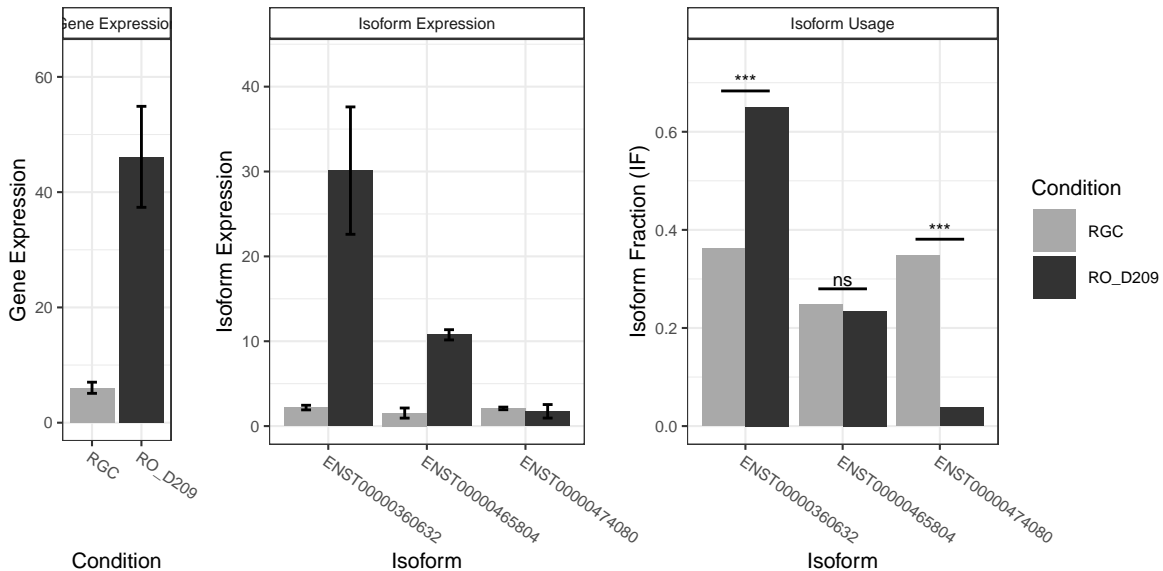 Gene Expression
Isoform Expression
Isoform Usage
Gene Expression
60
40
20
0
RGC
RO_D209
Condition
Isoform Expression
40
30
20
10
0
ENST00000360632
ENST00000465804
ENST00000474080
Isoform
Isoform Fraction (IF)
0.6
0.4
0.2
0.0
***
ns
***
ENST00000360632
ENST00000465804
ENST00000474080
Isoform
Condition
RGC
RO_D209